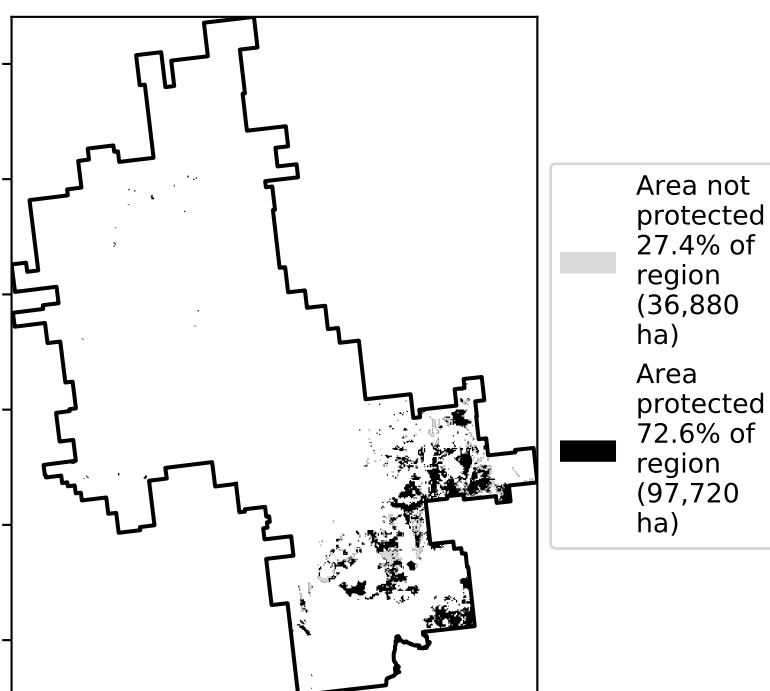 Area not
protected
27.4% of
region
(36,880
ha)
Area
protected
72.6% of
region
(97,720
ha)